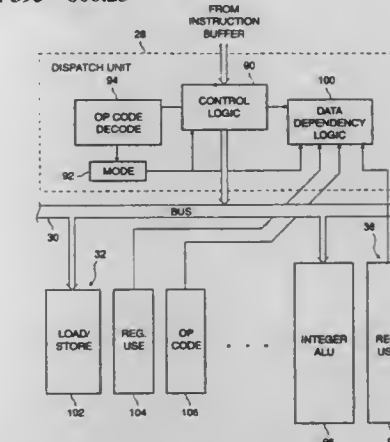 FROM
INSTRUCTION
BUFFER
28
DISPATCH UNIT
94
90
100
OP CODE
DECODE
CONTROL
LOGIC
DATA
DEPENDENCY
LOGIC
92
MODE
BUS
30
32
36
LOAD/
STORE
REG.
USE
OP
CODE
. . .
INTEGER
ALU
102
104
106